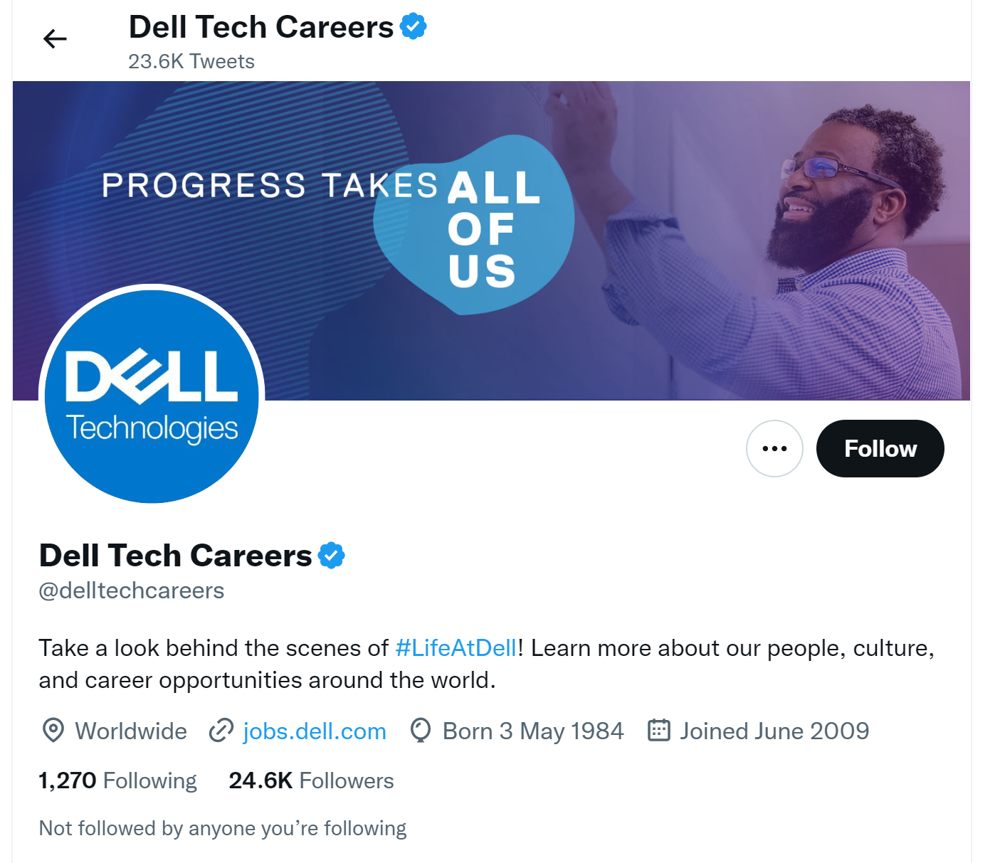 Dell Tech Careers
23.6K Tweets
PROGRESS TAKES ALL
OF
US
DELL
Technologies
Follow
Dell Tech Careers
@delltechcareers
Take a look behind the scenes of #LifeAtDell! Learn more about our people, culture,
and career opportunities around the world.
Worldwide jobs.dell.com Born 3 May 1984 Joined June 2009
1,270 Following 24.6K Followers
Not followed by anyone you’re following